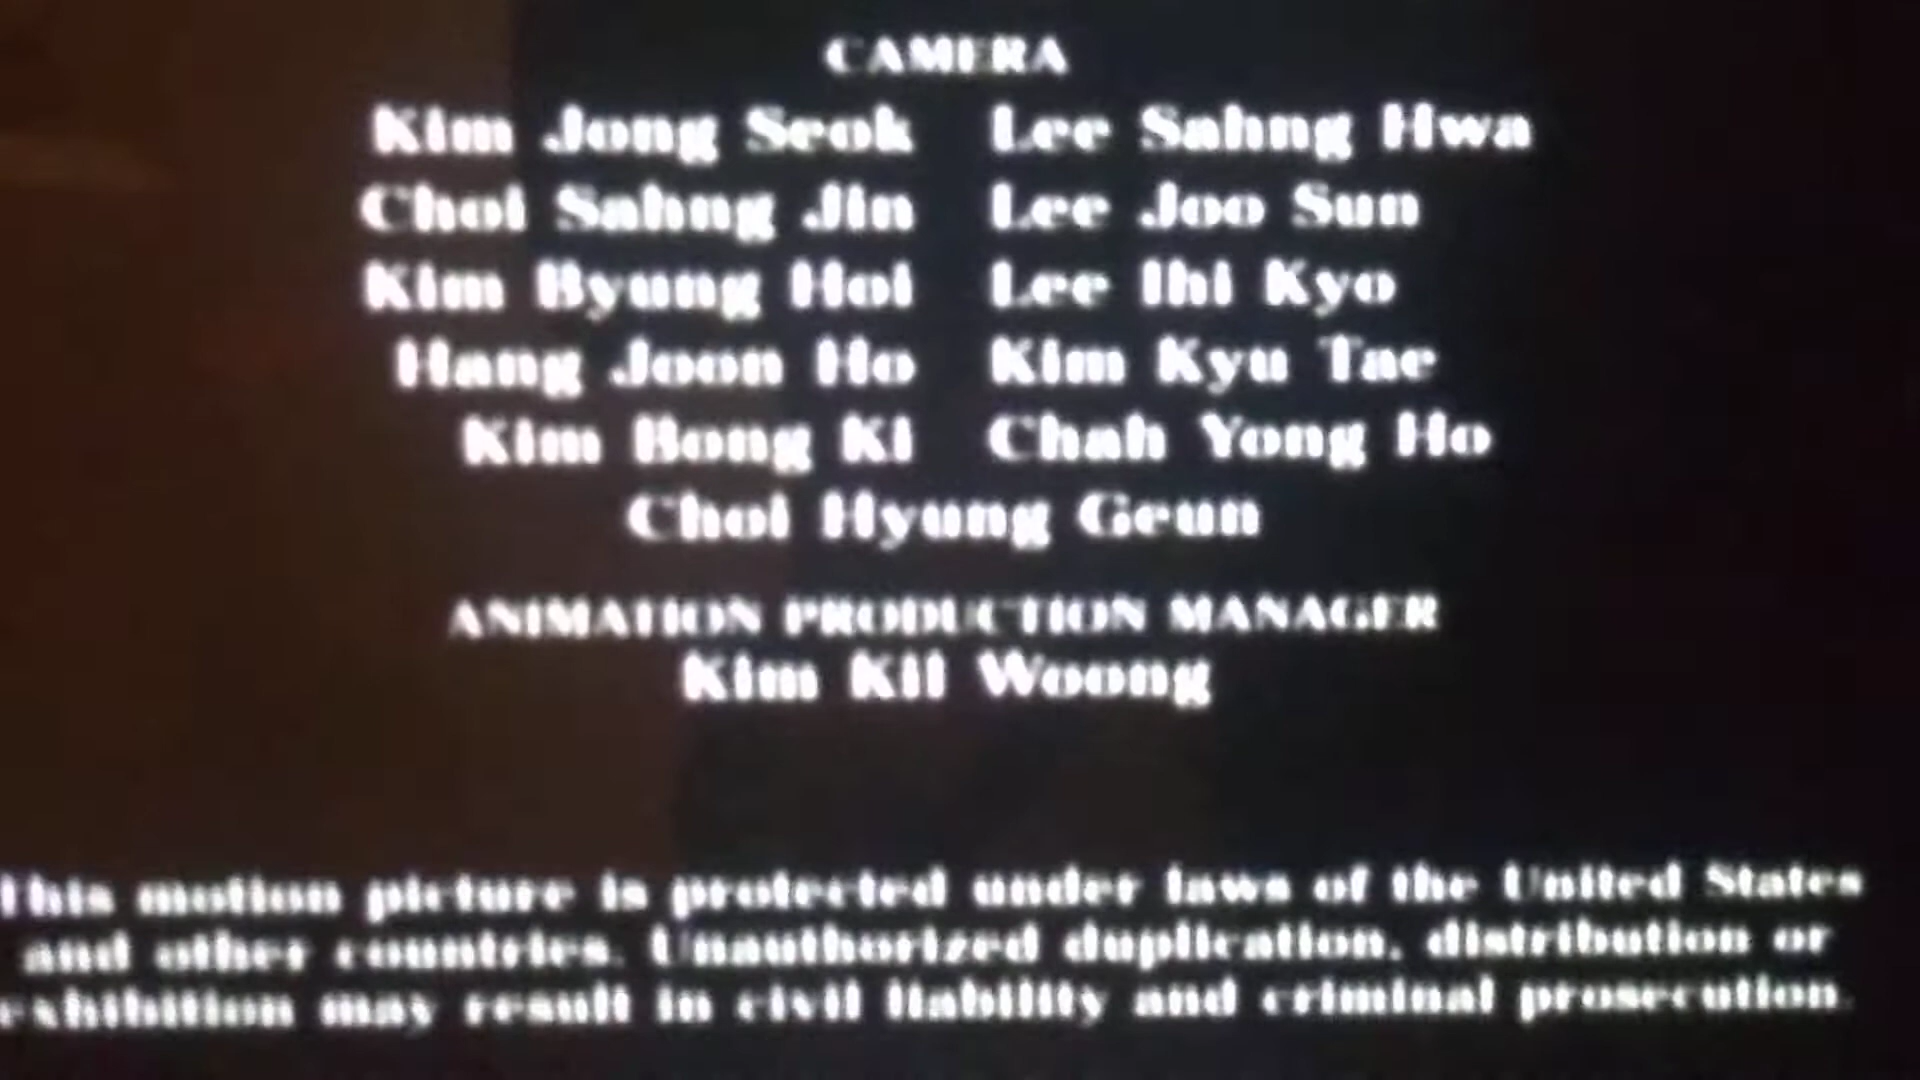 CAMERA
Kim Jong Seok Lee Sahng Hwa
Choi Sahng Jin Lee Joo Sun
Kim Byung Hoi Lee Ihi Kyo
Hang Joon Ho Kim Kyu Tae
Kim Bong Ki Chah Yong Ho
Choi Hyung Geun
ANIMATION PRODUCTION MANAGER
Kim Kil Woong
This motion picture is protected under laws of the United States
and other countries. Unauthorized duplication, distribution or
exhibition may result in civil liability and criminal prosecution.